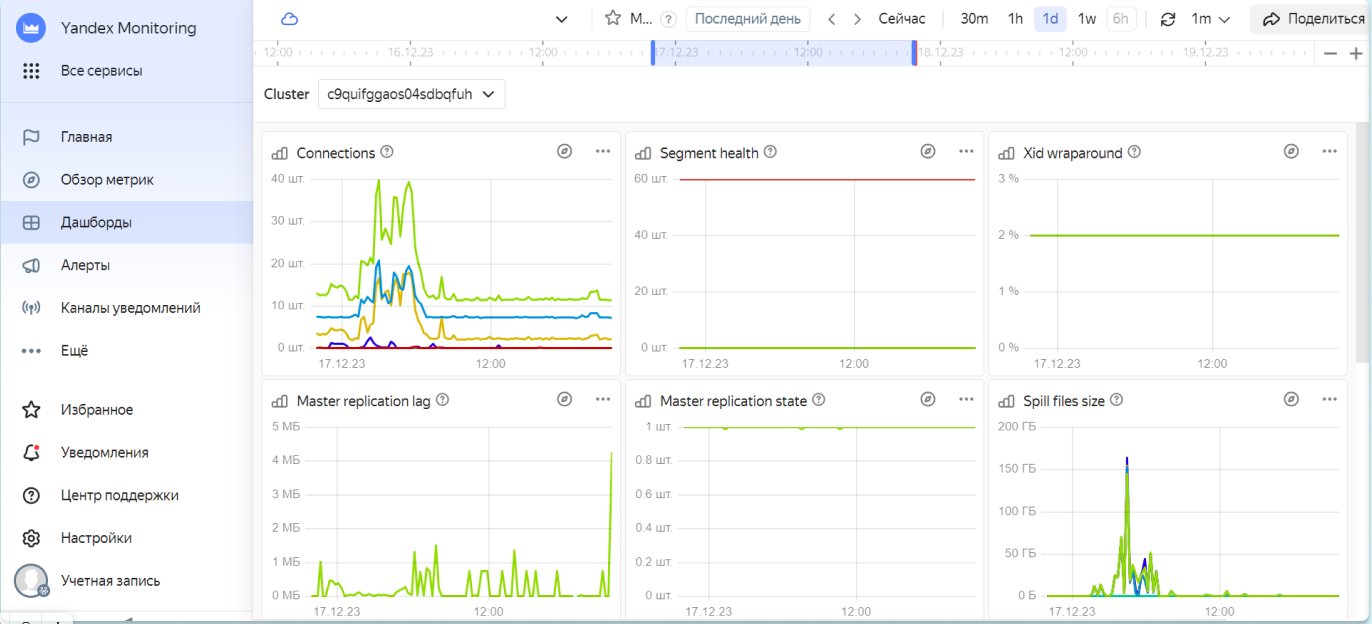 Yandex Monitoring
Все сервисы
Главная
Обзор метрик
Дашборды
Алерты
Каналы уведомлений
Ещё
Избранное
Уведомления
Центр поддержки
Настройки
Учетная запись
М... Последний день Сейчас 30m 1h 1d 1w 6h 1m Поделиться
12:00 16.12.23 12:00 17.12.23 12:00 18.12.23 12:00 19.12.23
Cluster c9quifggaos04sdbqfuh
Connections
40 шт.
30 шт.
20 шт.
10 шт.
0 шт.
17.12.23 12:00
Segment health
60 шт.
40 шт.
20 шт.
0 шт.
17.12.23 12:00
Xid wraparound
3 %
2 %
1 %
0 %
17.12.23 12:00
Master replication lag
5 МБ
4 МБ
3 МБ
2 МБ
1 МБ
0 МБ
17.12.23 12:00
Master replication state
1 шт.
0.8 шт.
0.6 шт.
0.4 шт.
0.2 шт.
0 шт.
17.12.23 12:00
Spill files size
200 ГБ
150 ГБ
100 ГБ
50 ГБ
0 Б
17.12.23 12:00